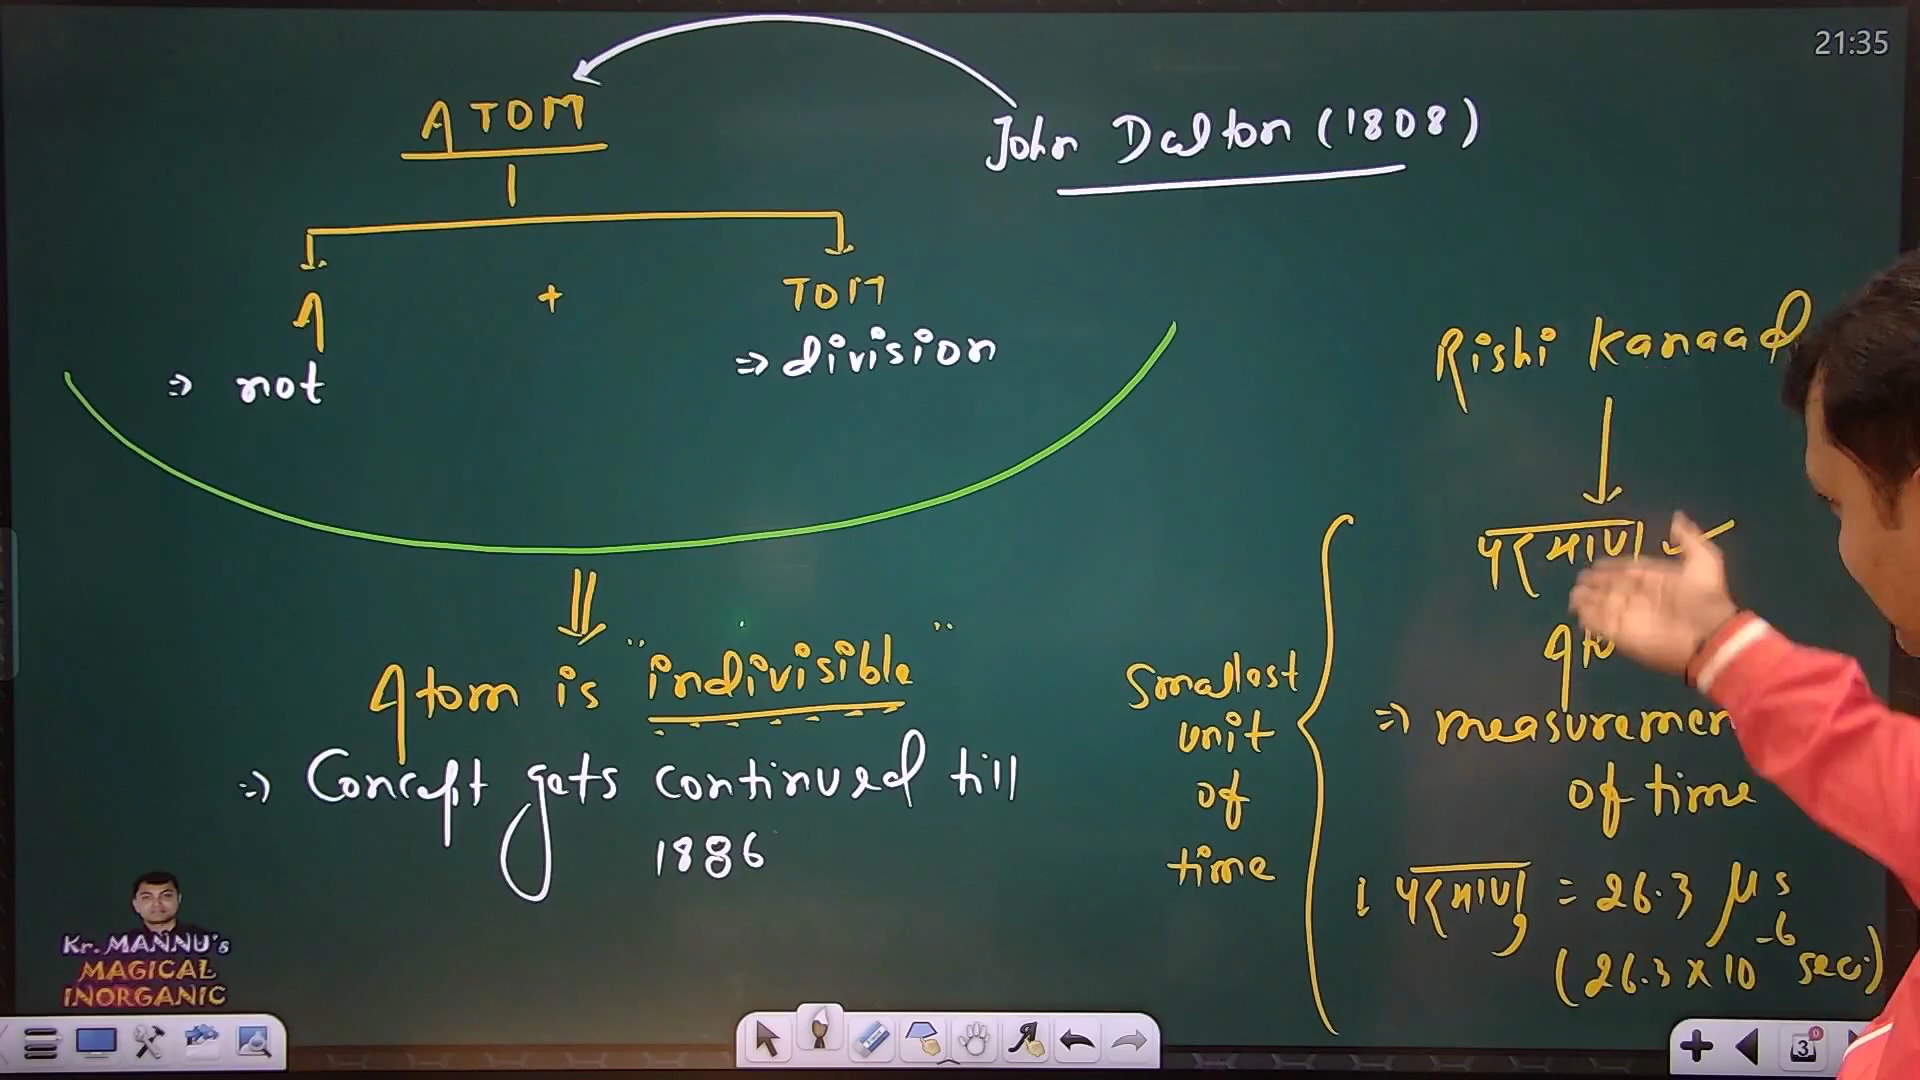 21:35
ATOM
John Dalton (1808)
A + TOM
⇒ not
⇒ division
Atom is "indivisible"
⇒ Concept gets continued till
1886
Rishi Kanaad
⇒ measuremen
of time
Smallest
unit
of
time
1 परमाणु = 26.3 μs
(26.3 × 10⁻⁶ sec.)
Kr. MANNU's
MAGICAL
INORGANIC
3
0